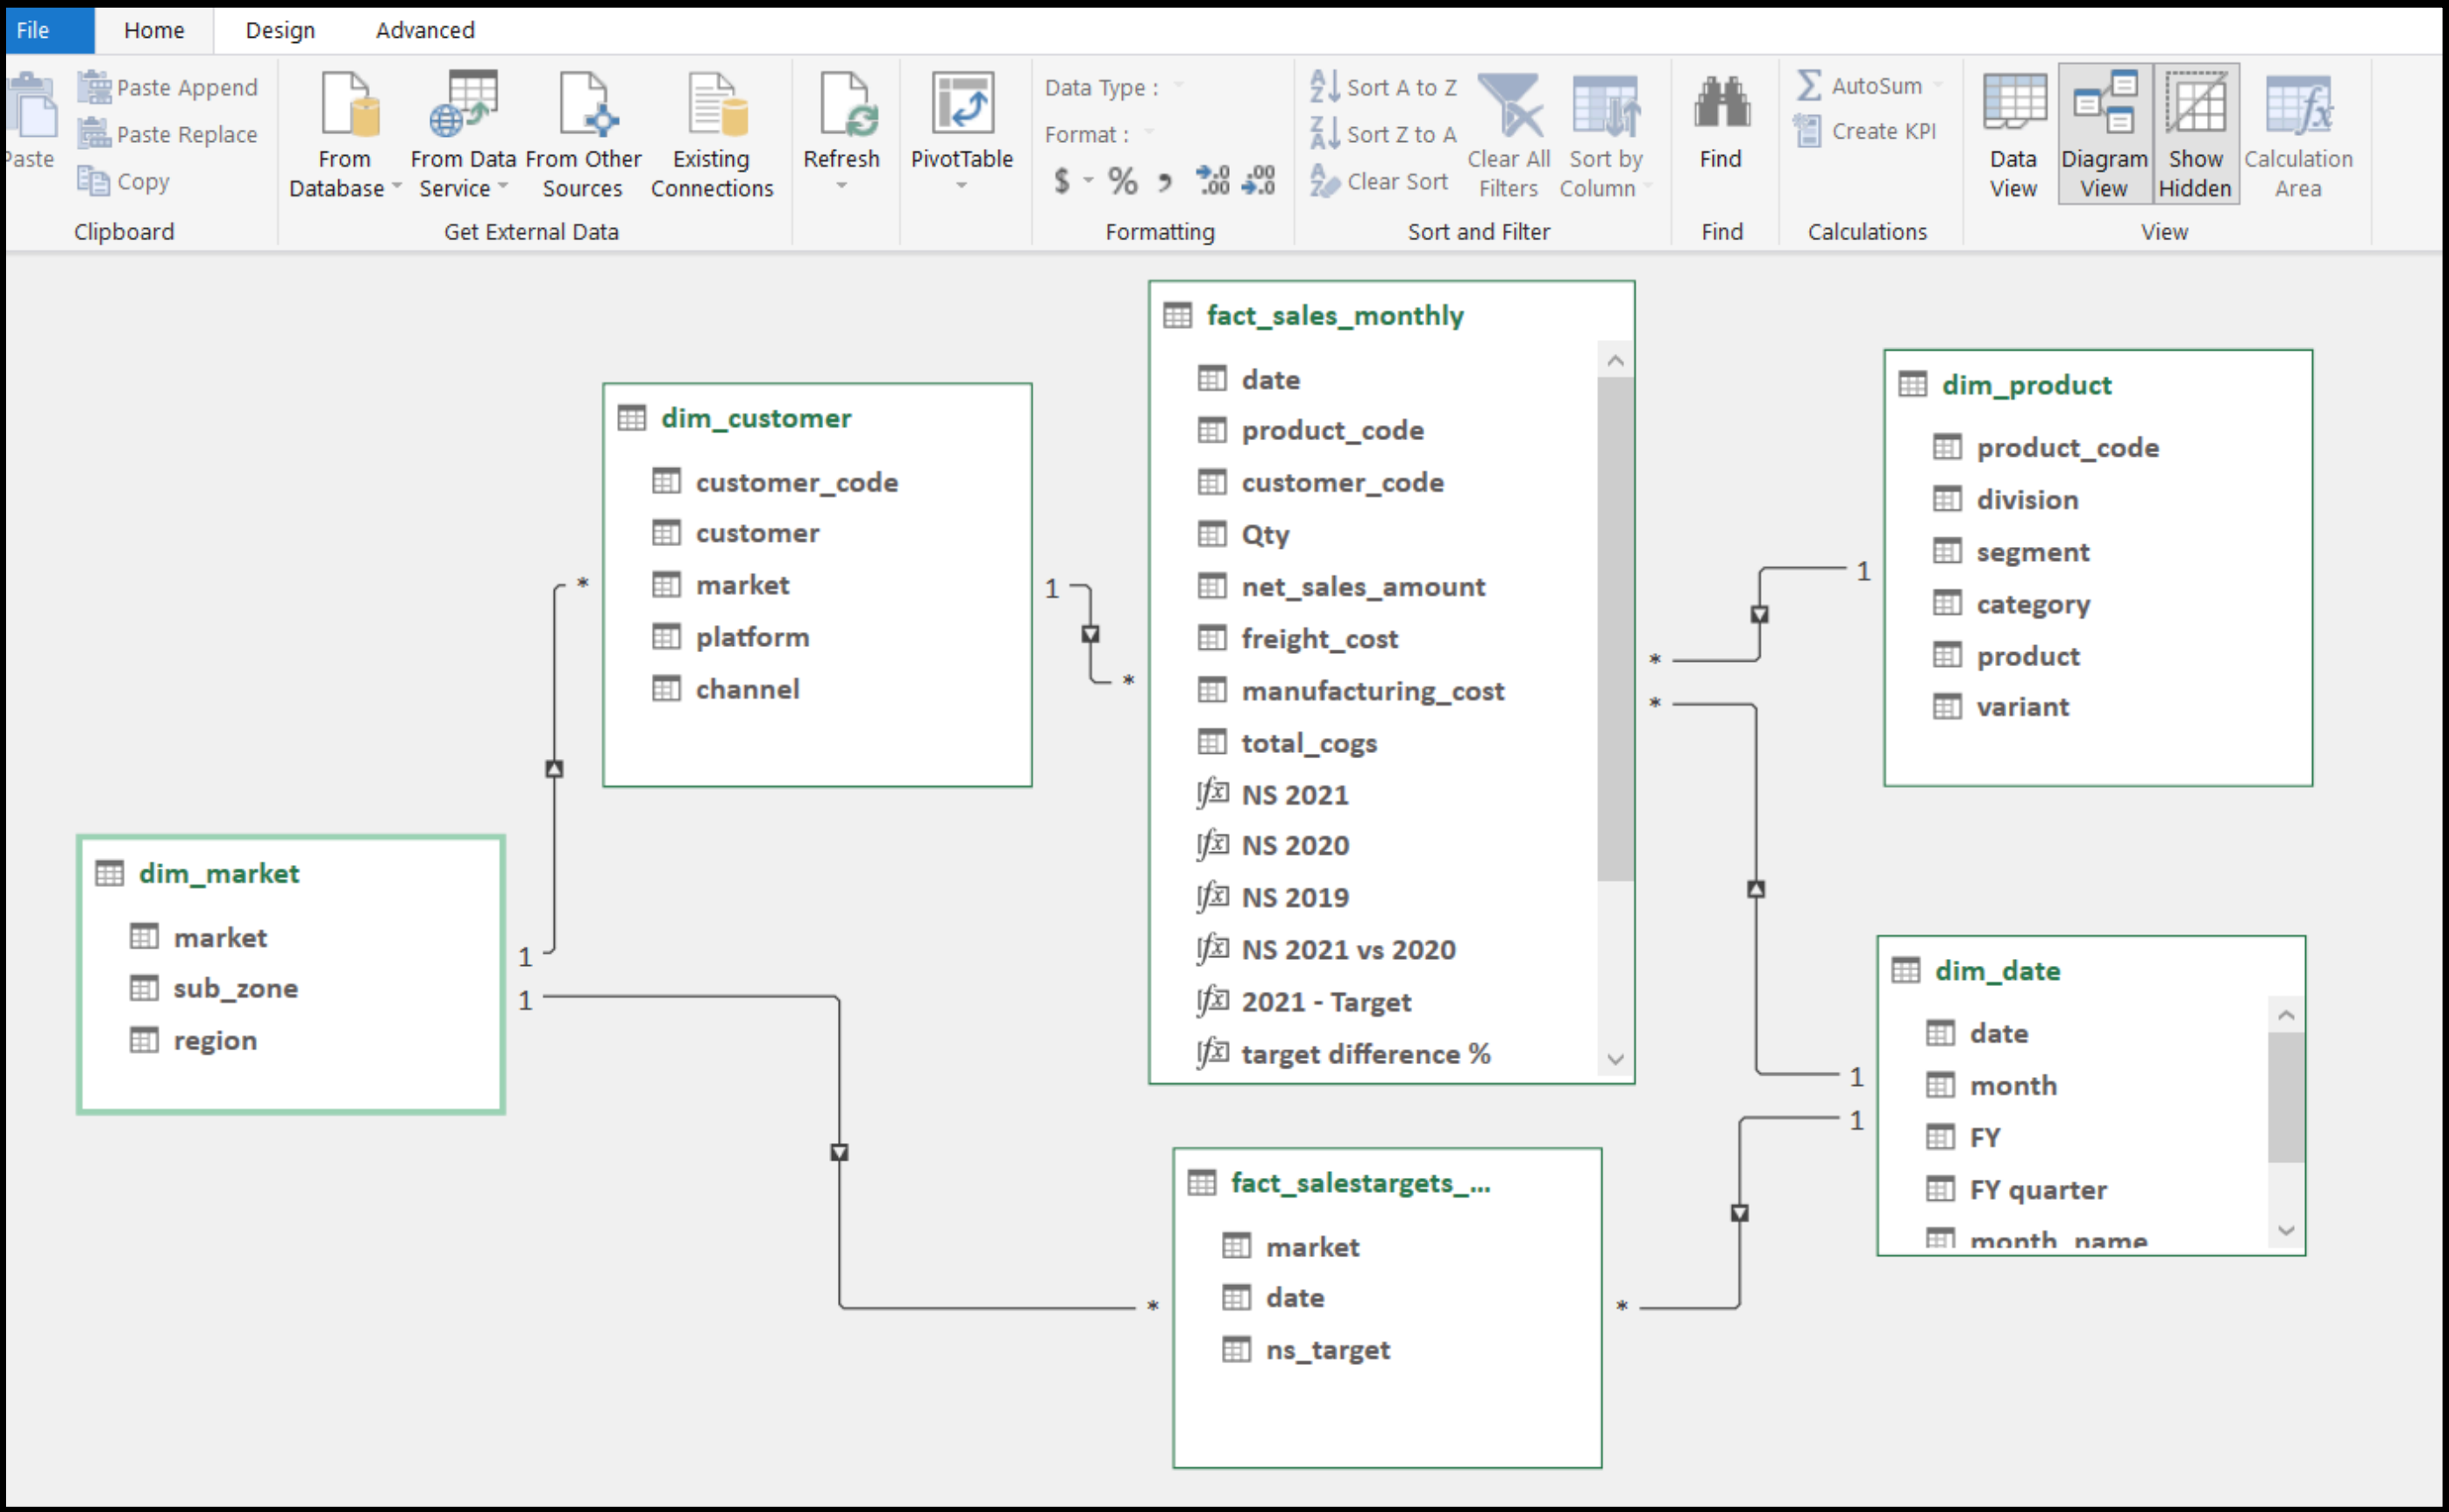 File Home Design Advanced
Paste
Paste Append
Paste Replace
Copy
Clipboard
From Database
From Data Service
From Other Sources
Existing Connections
Get External Data
Refresh
PivotTable
Data Type :
Format :
$ % , .0 .00 .00 .0
Formatting
Sort A to Z
Sort Z to A
Clear Sort
Clear All Filters
Sort by Column
Sort and Filter
Find
Find
AutoSum
Create KPI
Calculations
Data View
Diagram View
Show Hidden
Calculation Area
View
dim_market
market
sub_zone
region
1
1
*
dim_customer
customer_code
customer
market
platform
channel
1
*
fact_sales_monthly
date
product_code
customer_code
Qty
net_sales_amount
freight_cost
manufacturing_cost
total_cogs
NS 2021
NS 2020
NS 2019
NS 2021 vs 2020
2021 - Target
target difference %
*
*
1
dim_product
product_code
division
segment
category
product
variant
1
1
dim_date
date
month
FY
FY quarter
month_name
*
fact_salestargets_...
market
date
ns_target
*